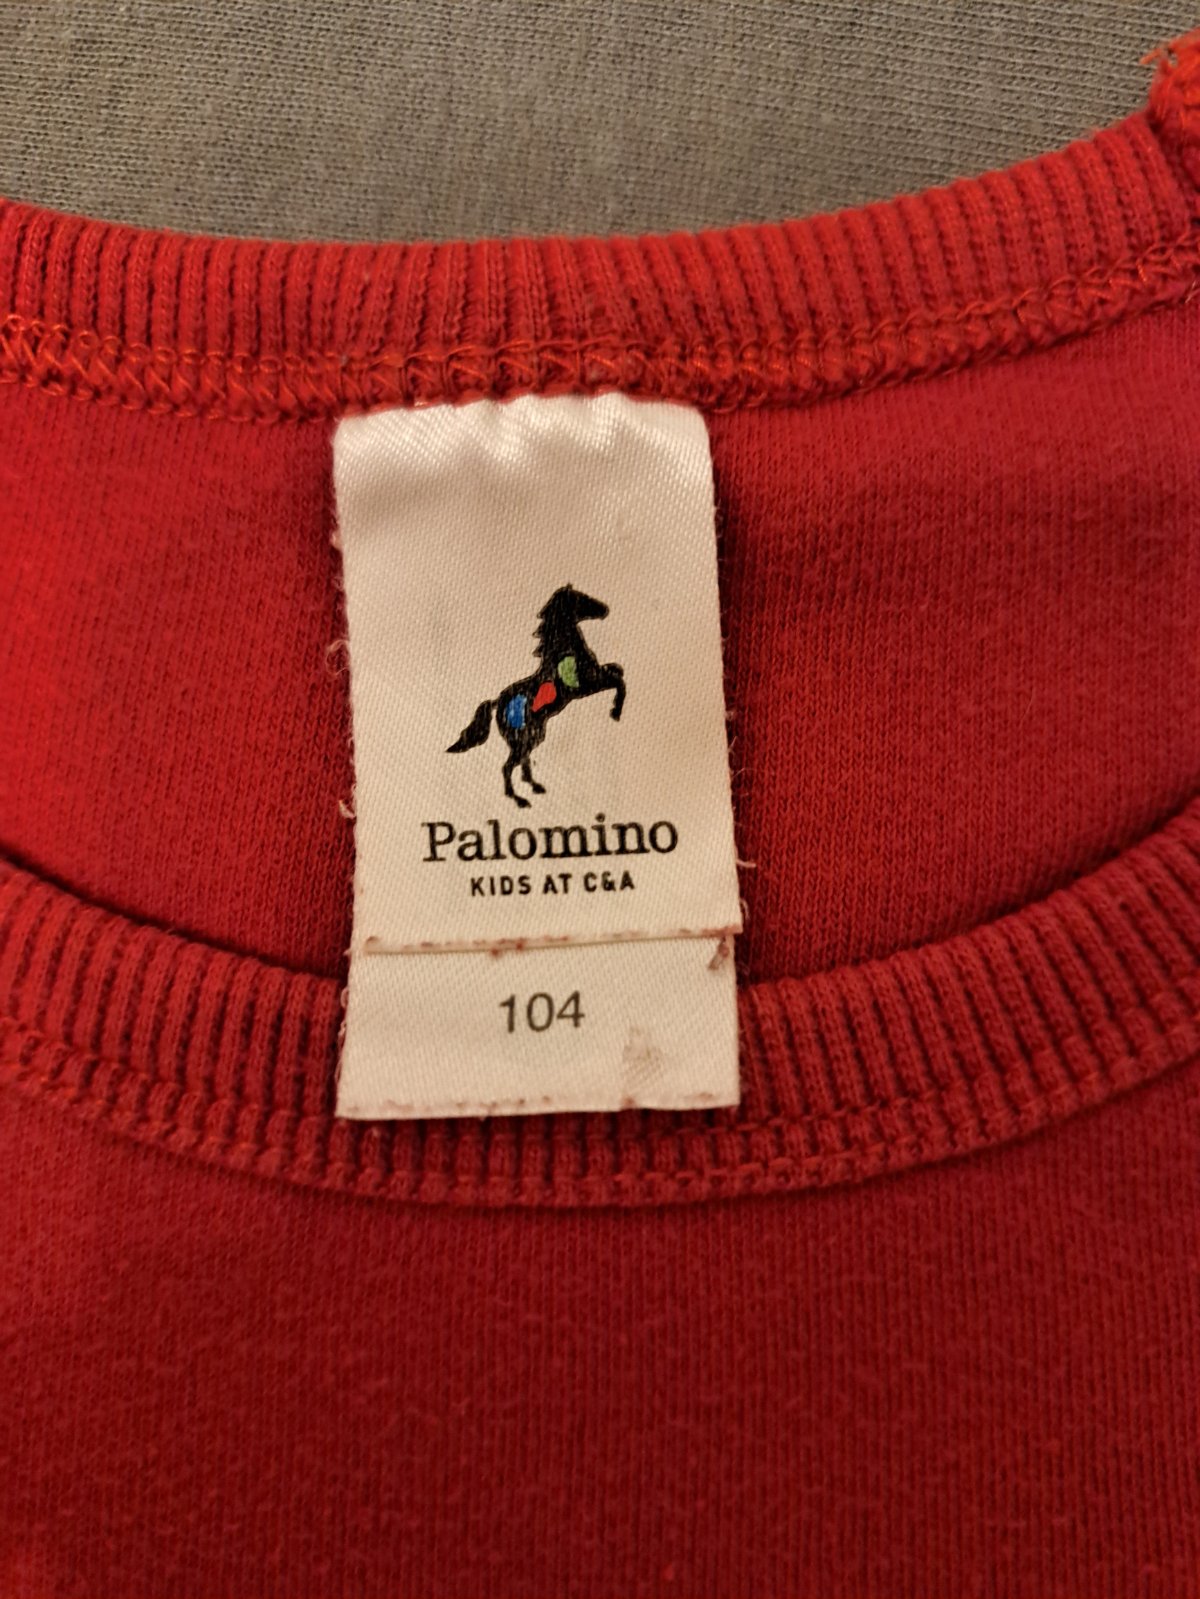 Palomino
KIDS AT C&A
104